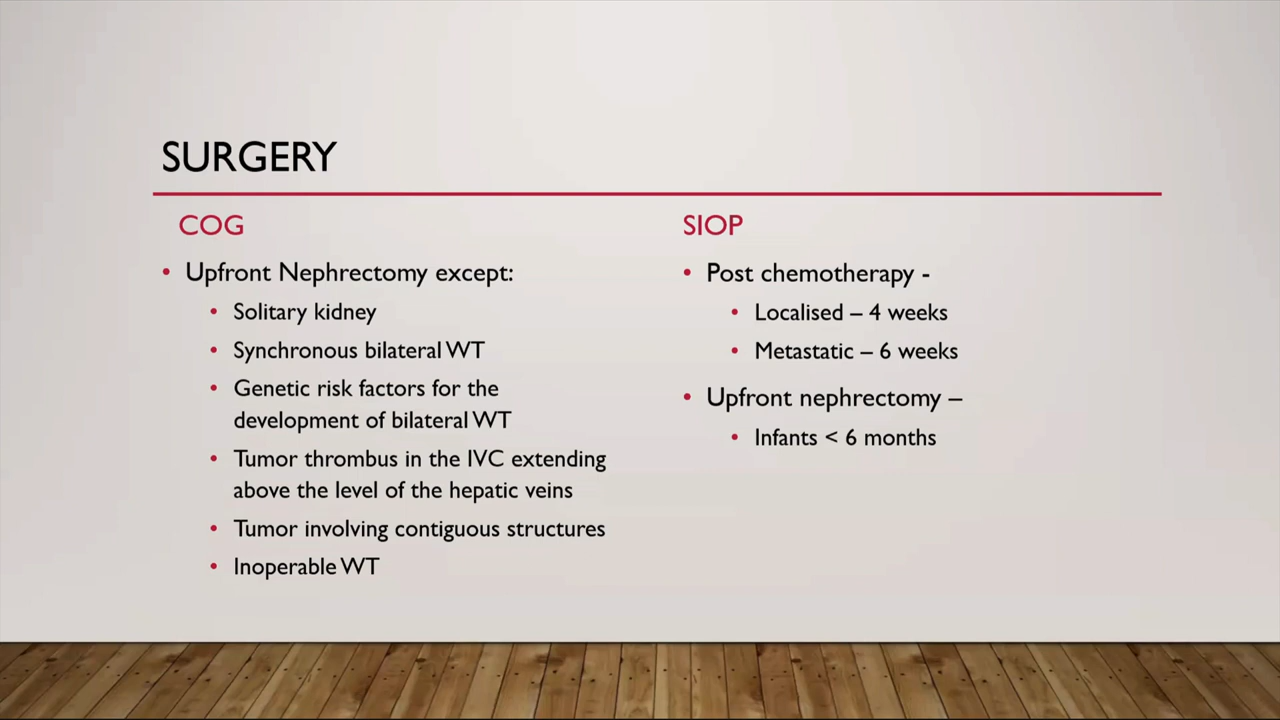 SURGERY
COG
• Upfront Nephrectomy except:
• Solitary kidney
• Synchronous bilateral WT
• Genetic risk factors for the
development of bilateral WT
• Tumor thrombus in the IVC extending
above the level of the hepatic veins
• Tumor involving contiguous structures
• Inoperable WT
SIOP
• Post chemotherapy -
• Localised – 4 weeks
• Metastatic – 6 weeks
• Upfront nephrectomy –
• Infants < 6 months